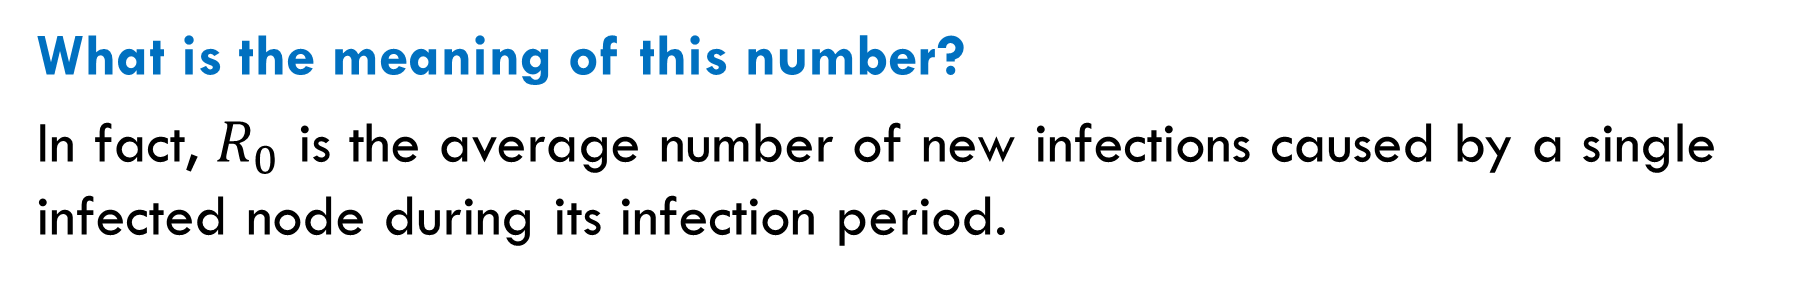 What is the meaning of this number?
In fact, R₀ is the average number of new infections caused by a single
infected node during its infection period.